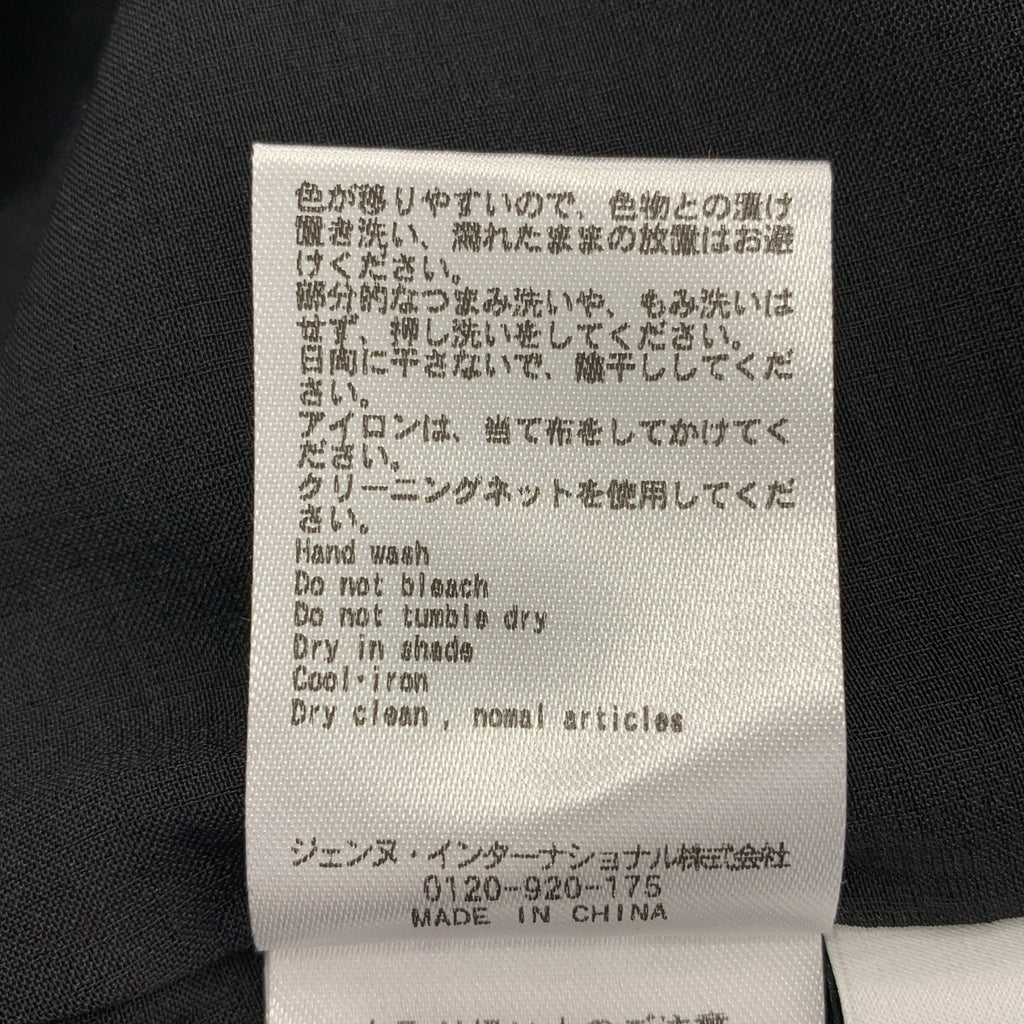 色が移りやすいので、色物との漬け
置き洗い、濡れたままの放置はお避
けください。
部分的なつまみ洗いや、もみ洗いは
せず、押し洗いをしてください。
日向に干さないで、陰干ししてくだ
さい。
アイロンは、当て布をしてかけてく
ださい。
クリーニングネットを使用してくだ
さい。
Hand wash
Do not bleach
Do not tumble dry
Dry in shade
Cool・iron
Dry clean , nomal articles
ジェンヌ・インターナショナル株式会社
0120-920-175
MADE IN CHINA